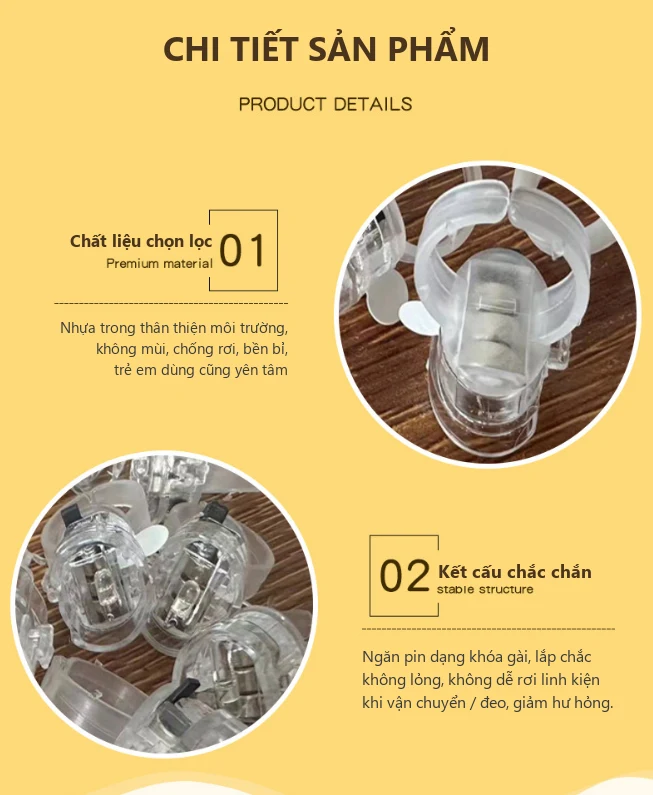 CHI TIẾT SẢN PHẨM
PRODUCT DETAILS
Chất liệu chọn lọc
Premium material
01
Nhựa trong thân thiện môi trường,
không mùi, chống rơi, bền bỉ,
trẻ em dùng cũng yên tâm
02
Kết cấu chắc chắn
stable structure
Ngăn pin dạng khóa gài, lắp chắc
không lỏng, không dễ rơi linh kiện
khi vận chuyển / đeo, giảm hư hỏng.